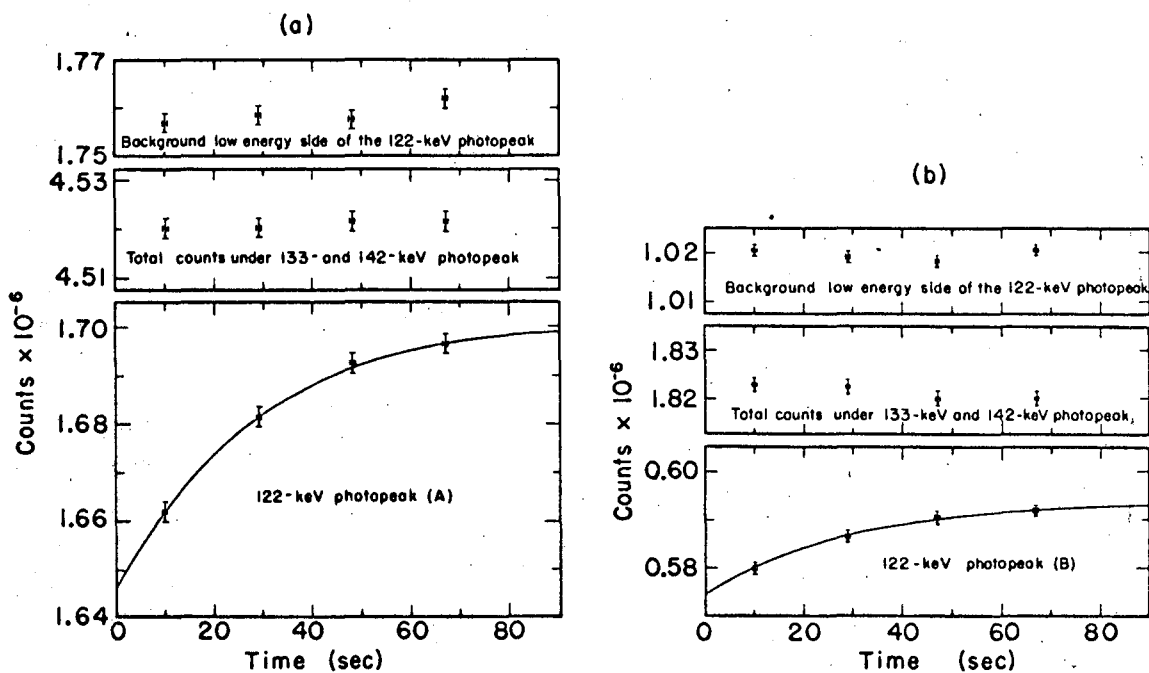 (a)
1.77
1.75
Background low energy side of the 122-keV photopeak
4.53
4.51
Total counts under 133- and 142-keV photopeak
1.70
1.68
1.66
1.64
122-keV photopeak (A)
Counts × 10⁻⁶
0 20 40 60 80
Time (sec)
(b)
1.02
1.01
Background low energy side of the 122-keV photopeak
1.83
1.82
Total counts under 133-keV and 142-keV photopeak,
0.60
0.58
122-keV photopeak (B)
Counts × 10⁻⁶
0 20 40 60 80
Time (sec)